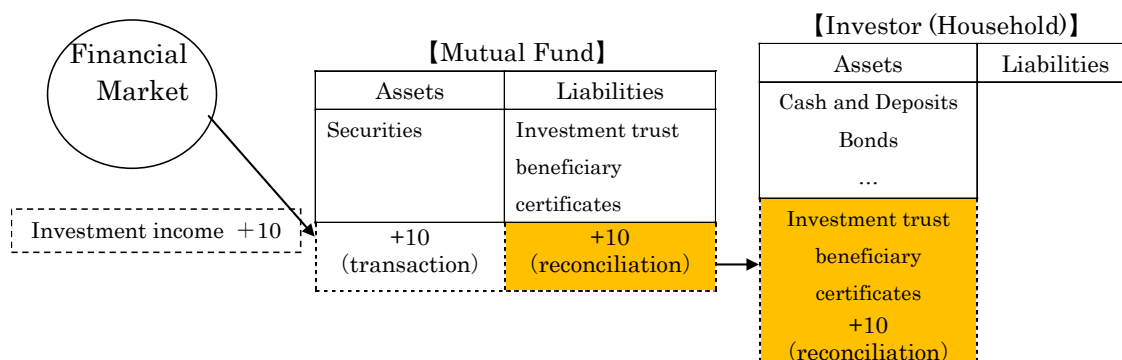 Financial
Market
Investment income +10
【Mutual Fund】
Assets
Liabilities
Securities
Investment trust
beneficiary
certificates
+10
(transaction)
+10
(reconciliation)
【Investor (Household)】
Assets
Liabilities
Cash and Deposits
Bonds
…
Investment trust
beneficiary
certificates
+10
(reconciliation)